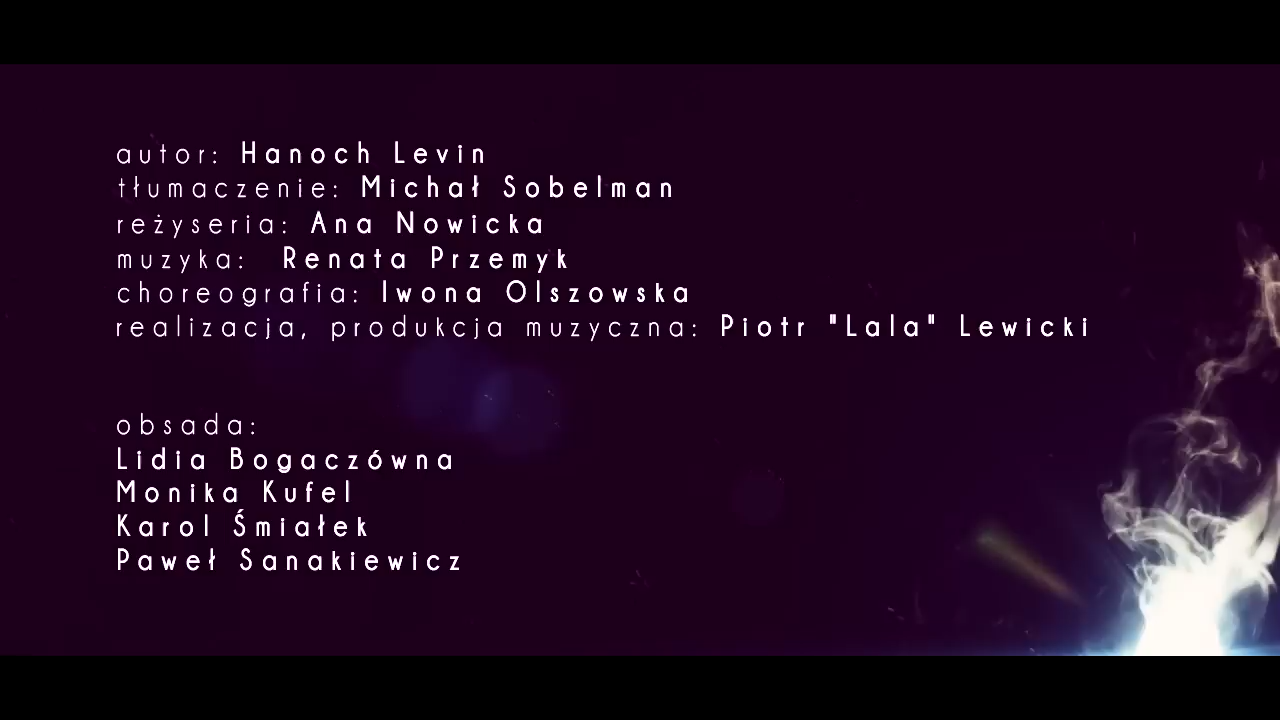 autor: Hanoch Levin
tłumaczenie: Michał Sobelman
reżyseria: Ana Nowicka
muzyka: Renata Przemyk
choreografia: Iwona Olszowska
realizacja, produkcja muzyczna: Piotr "Lala" Lewicki
obsada:
Lidia Bogaczówna
Monika Kufel
Karol Śmiałek
Paweł Sanakiewicz